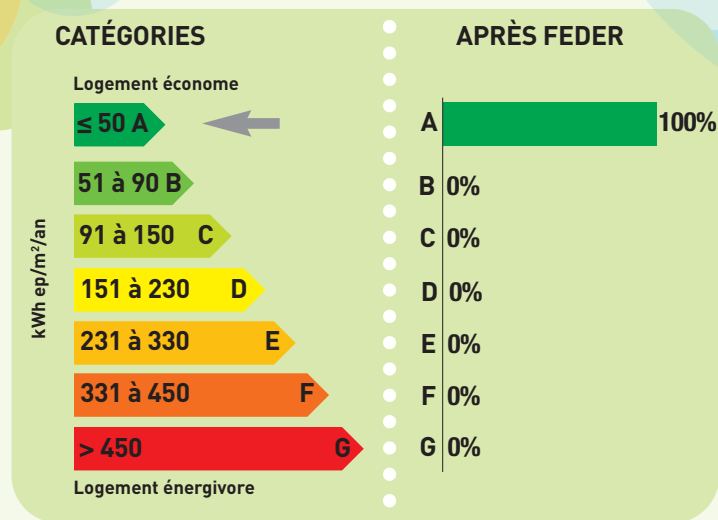 CATÉGORIES
Logement économe
≤ 50 A
51 à 90 B
91 à 150 C
151 à 230 D
231 à 330 E
331 à 450 F
> 450 G
Logement énergivore
kWh ep/m²/an
APRÈS FEDER
A 100%
B 0%
C 0%
D 0%
E 0%
F 0%
G 0%